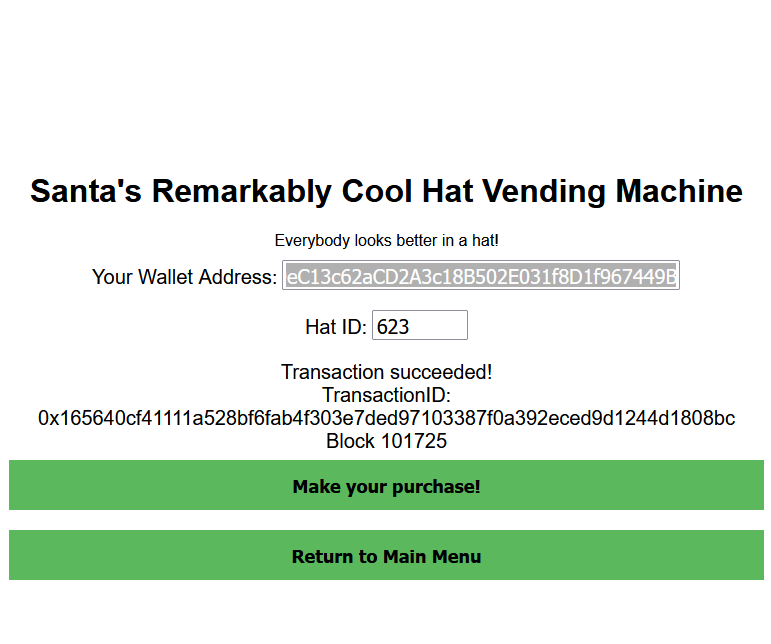 Santa's Remarkably Cool Hat Vending Machine
Everybody looks better in a hat!
Your Wallet Address: eC13c62aCD2A3c18B502E031f8D1f967449B
Hat ID: 623
Transaction succeeded!
TransactionID:
0x165640cf41111a528bf6fab4f303e7ded97103387f0a392eced9d1244d1808bc
Block 101725
Make your purchase!
Return to Main Menu